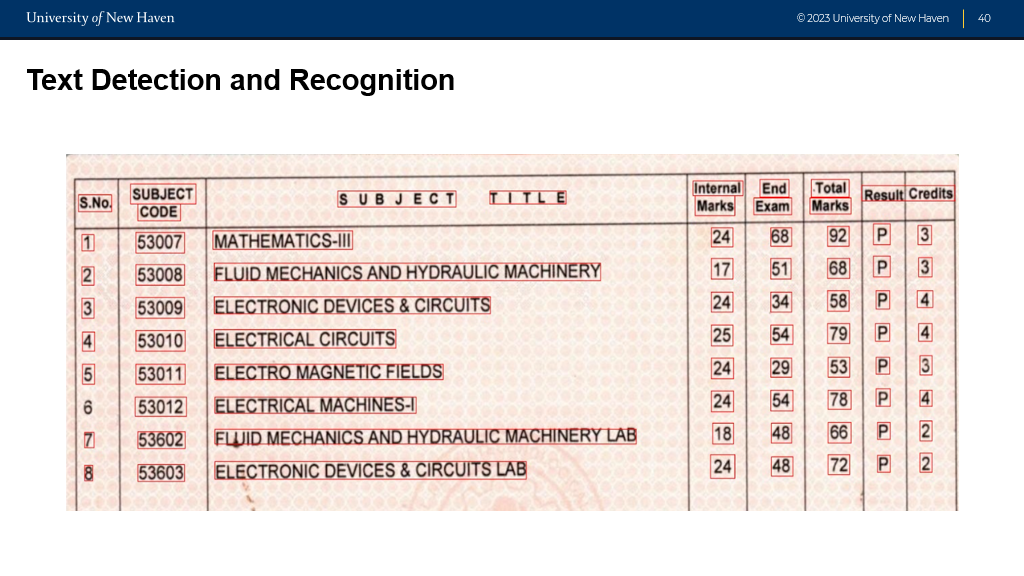 University of New Haven
© 2023 University of New Haven | 40
Text Detection and Recognition
S.No. SUBJECT CODE SUBJECT TITLE Internal Marks End Exam Total Marks Result Credits
1 53007 MATHEMATICS-III 24 68 92 P 3
2 53008 FLUID MECHANICS AND HYDRAULIC MACHINERY 17 51 68 P 3
3 53009 ELECTRONIC DEVICES & CIRCUITS 24 34 58 P 4
4 53010 ELECTRICAL CIRCUITS 25 54 79 P 4
5 53011 ELECTRO MAGNETIC FIELDS 24 29 53 P 3
6 53012 ELECTRICAL MACHINES-I 24 54 78 P 4
7 53602 FLUID MECHANICS AND HYDRAULIC MACHINERY LAB 18 48 66 P 2
8 53603 ELECTRONIC DEVICES & CIRCUITS LAB 24 48 72 P 2